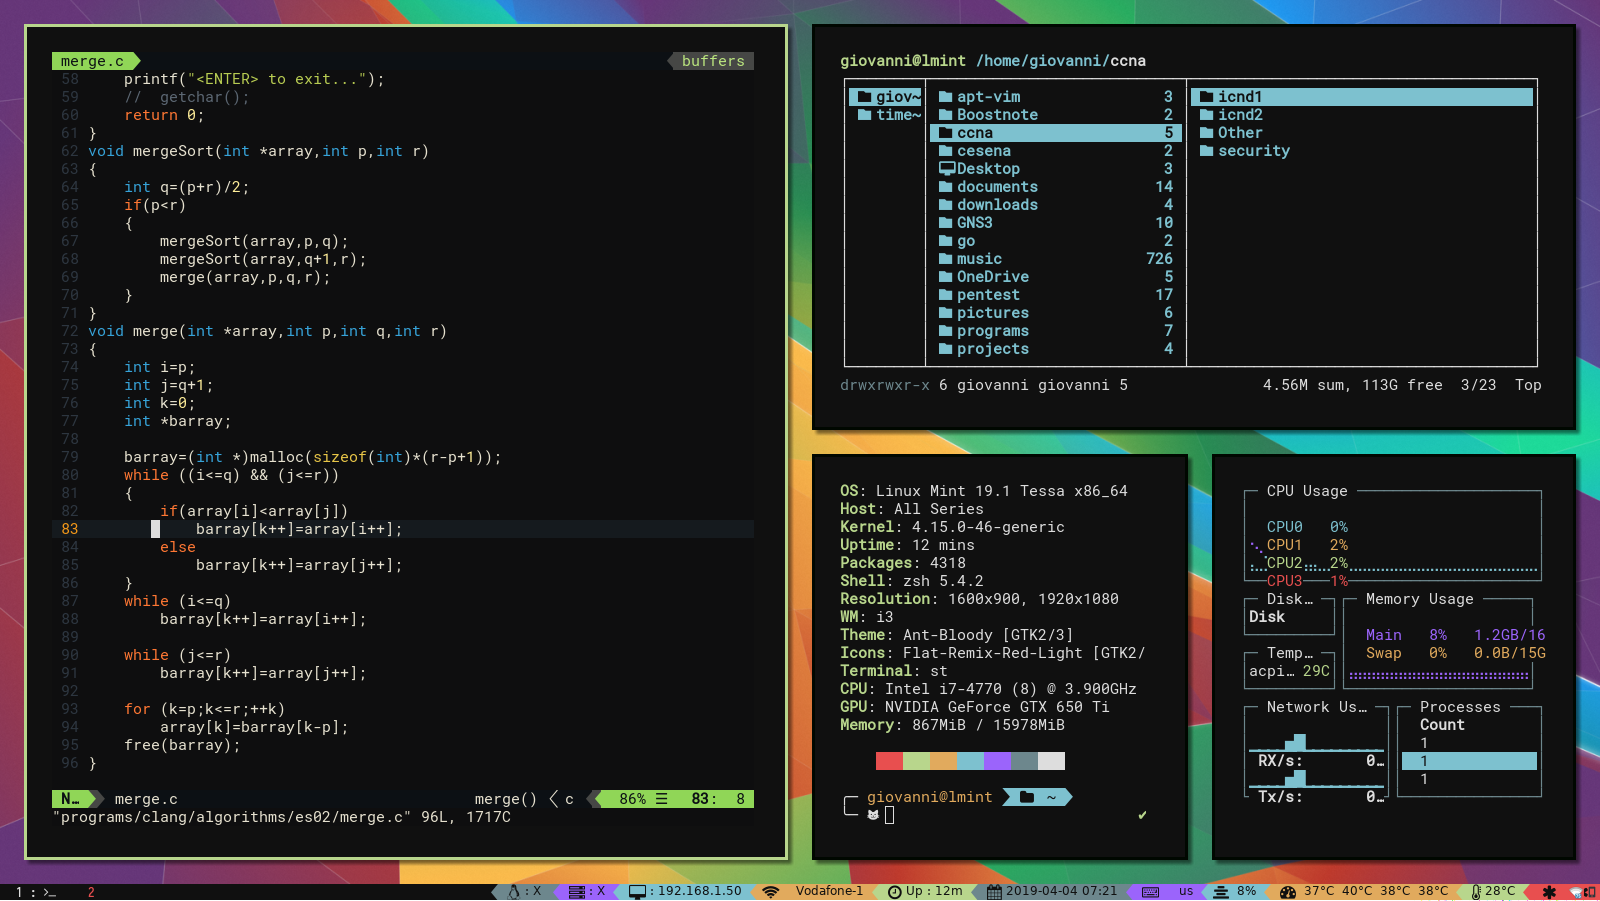 merge.c buffers
58 printf("<ENTER> to exit...");
59 // getchar();
60 return 0;
61 }
62 void mergeSort(int *array,int p,int r)
63 {
64 int q=(p+r)/2;
65 if(p<r)
66 {
67 mergeSort(array,p,q);
68 mergeSort(array,q+1,r);
69 merge(array,p,q,r);
70 }
71 }
72 void merge(int *array,int p,int q,int r)
73 {
74 int i=p;
75 int j=q+1;
76 int k=0;
77 int *barray;
78
79 barray=(int *)malloc(sizeof(int)*(r-p+1));
80 while ((i<=q) && (j<=r))
81 {
82 if(array[i]<array[j])
83 barray[k++]=array[i++];
84 else
85 barray[k++]=array[j++];
86 }
87 while (i<=q)
88 barray[k++]=array[i++];
89
90 while (j<=r)
91 barray[k++]=array[j++];
92
93 for (k=p;k<=r;++k)
94 array[k]=barray[k-p];
95 free(barray);
96 }
N… merge.c merge() < c 86% ☰ 83: 8
"programs/clang/algorithms/es02/merge.c" 96L, 1717C
giovanni@lmint /home/giovanni/ccna
giov~
time~
apt-vim 3
Boostnote 2
ccna 5
cesena 2
Desktop 3
documents 14
downloads 4
GNS3 10
go 2
music 726
OneDrive 5
pentest 17
pictures 6
programs 7
projects 4
icnd1
icnd2
Other
security
drwxrwxr-x 6 giovanni giovanni 5 4.56M sum, 113G free 3/23 Top
OS: Linux Mint 19.1 Tessa x86_64
Host: All Series
Kernel: 4.15.0-46-generic
Uptime: 12 mins
Packages: 4318
Shell: zsh 5.4.2
Resolution: 1600x900, 1920x1080
WM: i3
Theme: Ant-Bloody [GTK2/3]
Icons: Flat-Remix-Red-Light [GTK2/
Terminal: st
CPU: Intel i7-4770 (8) @ 3.900GHz
GPU: NVIDIA GeForce GTX 650 Ti
Memory: 867MiB / 15978MiB
giovanni@lmint ~
✔
CPU Usage
CPU0 0%
CPU1 2%
CPU2 2%
CPU3 1%
Disk…
Disk
Temp…
acpi… 29C
Memory Usage
Main 8% 1.2GB/16
Swap 0% 0.0B/15G
Network Us…
RX/s: 0…
Tx/s: 0…
Processes
Count
1
1
1
1 : >_ 2 : X : X : 192.168.1.50 Vodafone-1 Up : 12m 2019-04-04 07:21 us 8% 37°C 40°C 38°C 38°C 28°C